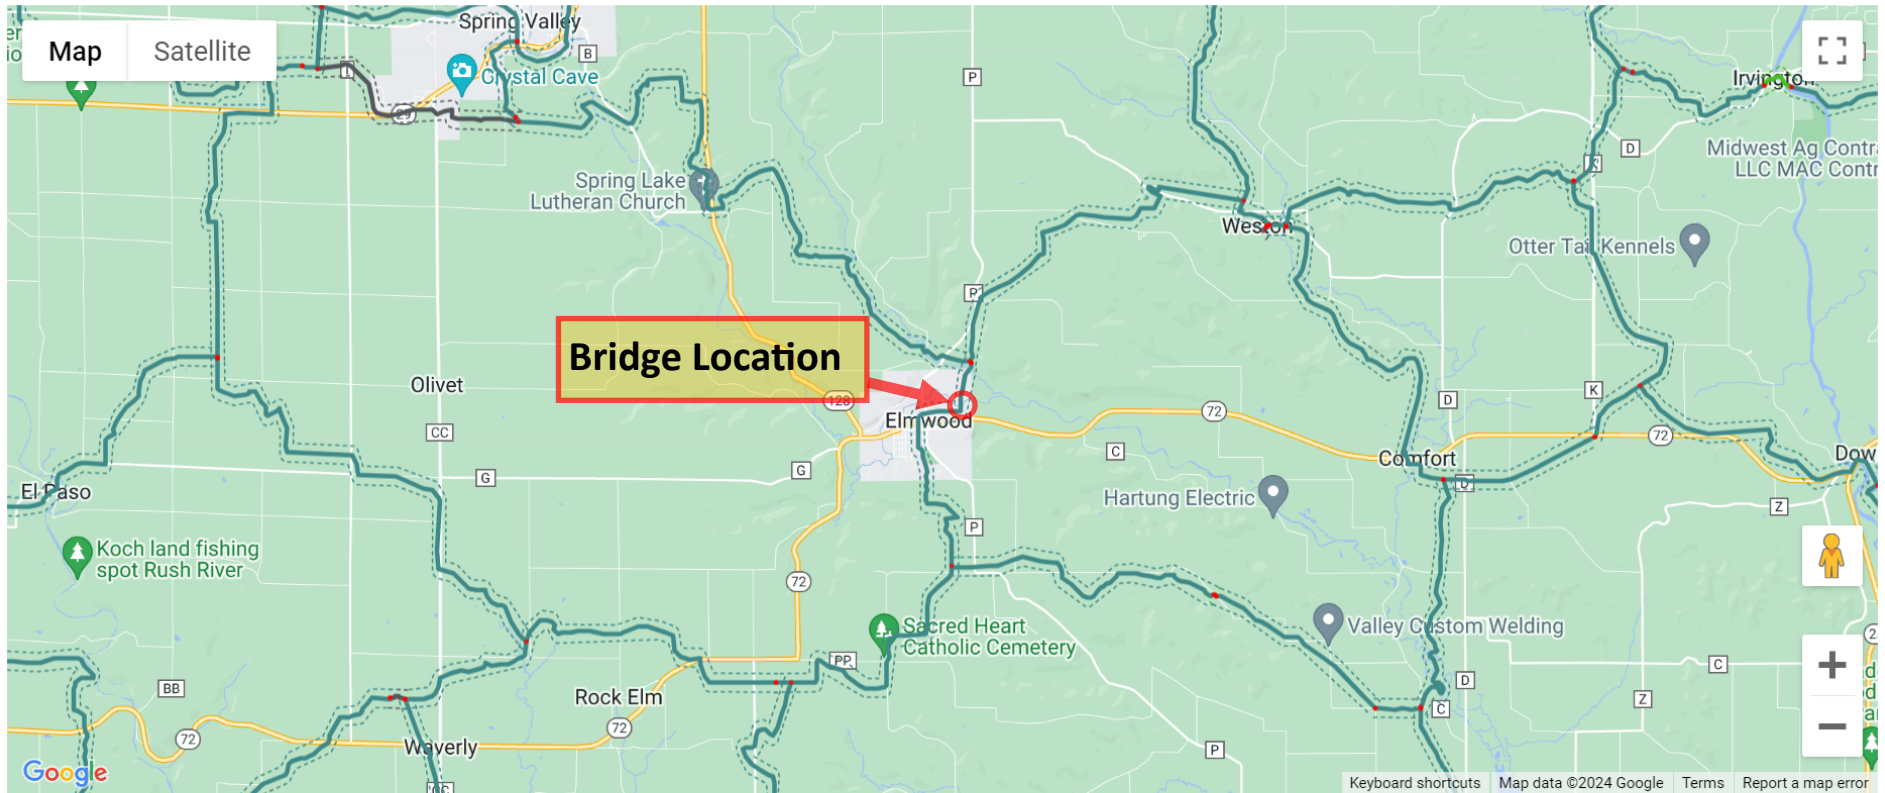 Map
Satellite
Spring Valley
B
Crystal Cave
P
29
Irvington
D
Midwest Ag Contra
LLC MAC Contr
Spring Lake
Lutheran Church
Weston
Otter Tail Kennels
P
Bridge Location
Olivet
128
Elmwood
72
D
K
CC
C
72
Comfort
Dow
El Paso
G
G
D
Hartung Electric
Z
P
Koch land fishing
spot Rush River
72
Sacred Heart
Catholic Cemetery
Valley Custom Welding
PP
BB
Rock Elm
C
D
Z
C
72
72
Waverly
P
CC
Google
Keyboard shortcuts
Map data ©2024 Google
Terms
Report a map error